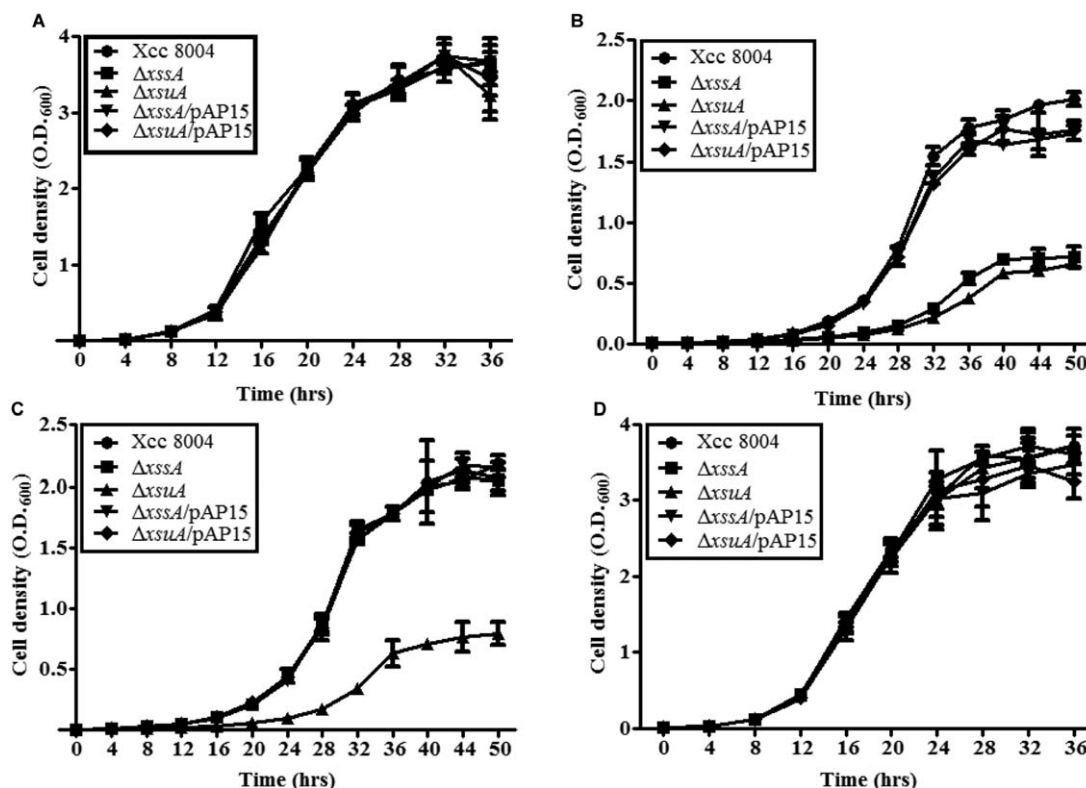 A
Xcc 8004
ΔxssA
ΔxsuA
ΔxssA/pAP15
ΔxsuA/pAP15
Cell density (O.D.600)
4
3
2
1
0 4 8 12 16 20 24 28 32 36
Time (hrs)
B
Xcc 8004
ΔxssA
ΔxsuA
ΔxssA/pAP15
ΔxsuA/pAP15
Cell density (O.D.600)
2.5
2.0
1.5
1.0
0.5
0.0
0 4 8 12 16 20 24 28 32 36 40 44 50
Time (hrs)
C
Xcc 8004
ΔxssA
ΔxsuA
ΔxssA/pAP15
ΔxsuA/pAP15
Cell density (O.D.600)
2.5
2.0
1.5
1.0
0.5
0 4 8 12 16 20 24 28 32 36 40 44 50
Time (hrs)
D
Xcc 8004
ΔxssA
ΔxsuA
ΔxssA/pAP15
ΔxsuA/pAP15
Cell density (O.D.600)
4
3
2
1
0
0 4 8 12 16 20 24 28 32 36
Time (hrs)